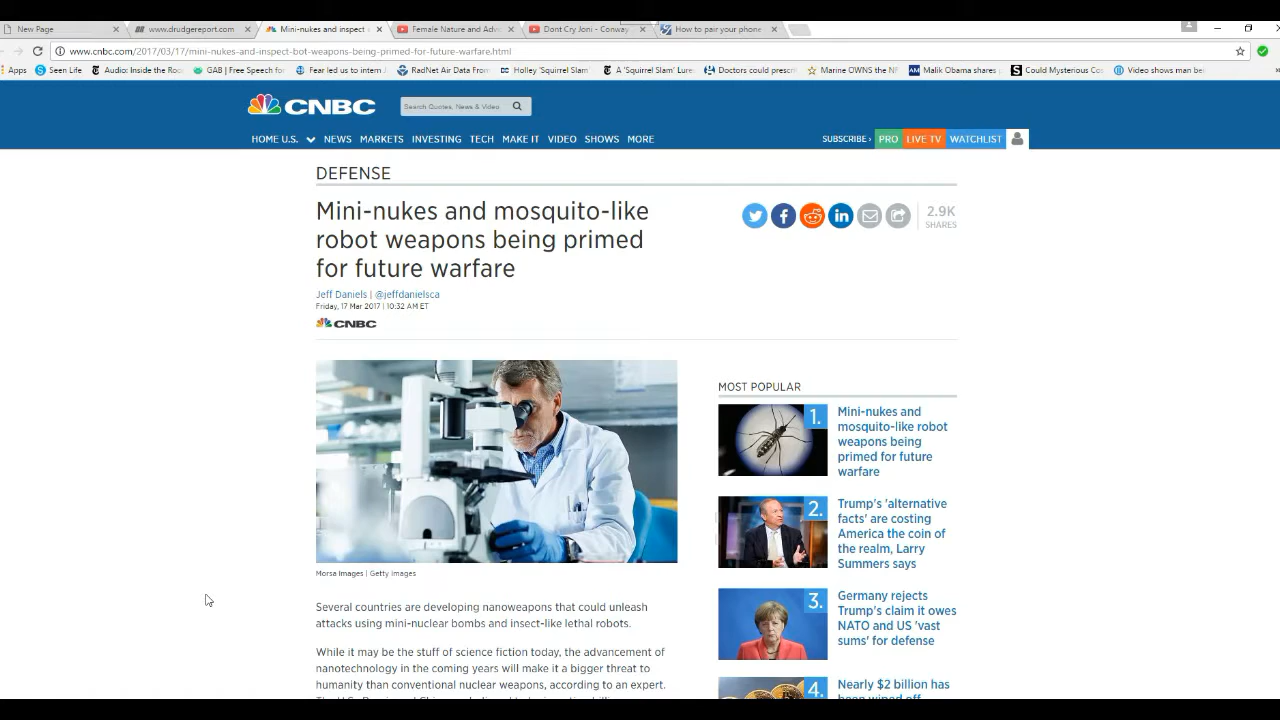 New Page
www.drudgereport.com
Mini-nukes and inspect
Female Nature and Adv
Dont Cry Joni - Conway
How to pair your phone
www.cnbc.com/2017/03/17/mini-nukes-and-inspect-bot-weapons-being-primed-for-future-warfare.html
Apps
Seen Life
Audio: Inside the Roo
GAB | Free Speech for
Fear led us to intern J
RadNet Air Data From
Holley 'Squirrel Slam'
A 'Squirrel Slam' Lure
Doctors could prescr
Marine OWNS the NF
Malik Obama shares
Could Mysterious Co
Video shows man bei
CNBC
Search Quotes, News & Video
HOME U.S.
NEWS
MARKETS
INVESTING
TECH
MAKE IT
VIDEO
SHOWS
MORE
SUBSCRIBE ›
PRO
LIVE TV
WATCHLIST
DEFENSE
Mini-nukes and mosquito-like
robot weapons being primed
for future warfare
2.9K
SHARES
Jeff Daniels | @jeffdanielsca
Friday, 17 Mar 2017 | 10:32 AM ET
CNBC
Morsa Images | Getty Images
Several countries are developing nanoweapons that could unleash
attacks using mini-nuclear bombs and insect-like lethal robots.
While it may be the stuff of science fiction today, the advancement of
nanotechnology in the coming years will make it a bigger threat to
humanity than conventional nuclear weapons, according to an expert.
MOST POPULAR
1.
Mini-nukes and
mosquito-like robot
weapons being
primed for future
warfare
2.
Trump's 'alternative
facts' are costing
America the coin of
the realm, Larry
Summers says
3.
Germany rejects
Trump's claim it owes
NATO and US 'vast
sums' for defense
4.
Nearly $2 billion has
been wiped off